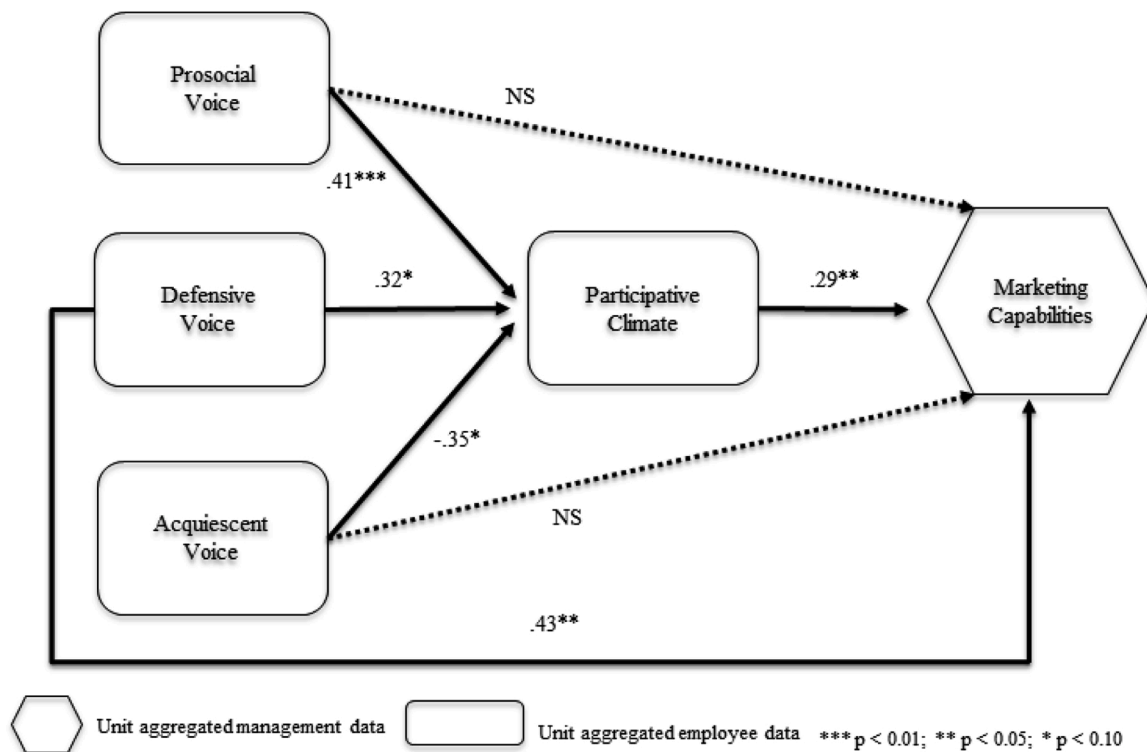 Prosocial
Voice
NS
.41***
Defensive
Voice
.32*
Participative
Climate
.29**
Marketing
Capabilities
-.35*
Acquiescent
Voice
NS
.43**
Unit aggregated management data
Unit aggregated employee data
*** p < 0.01; ** p < 0.05; * p < 0.10